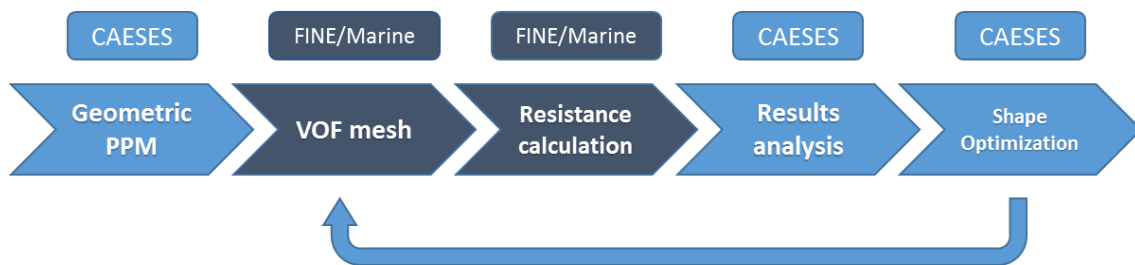 CAESES
FINE/Marine
FINE/Marine
CAESES
CAESES
Geometric
PPM
VOF mesh
Resistance
calculation
Results
analysis
Shape
Optimization